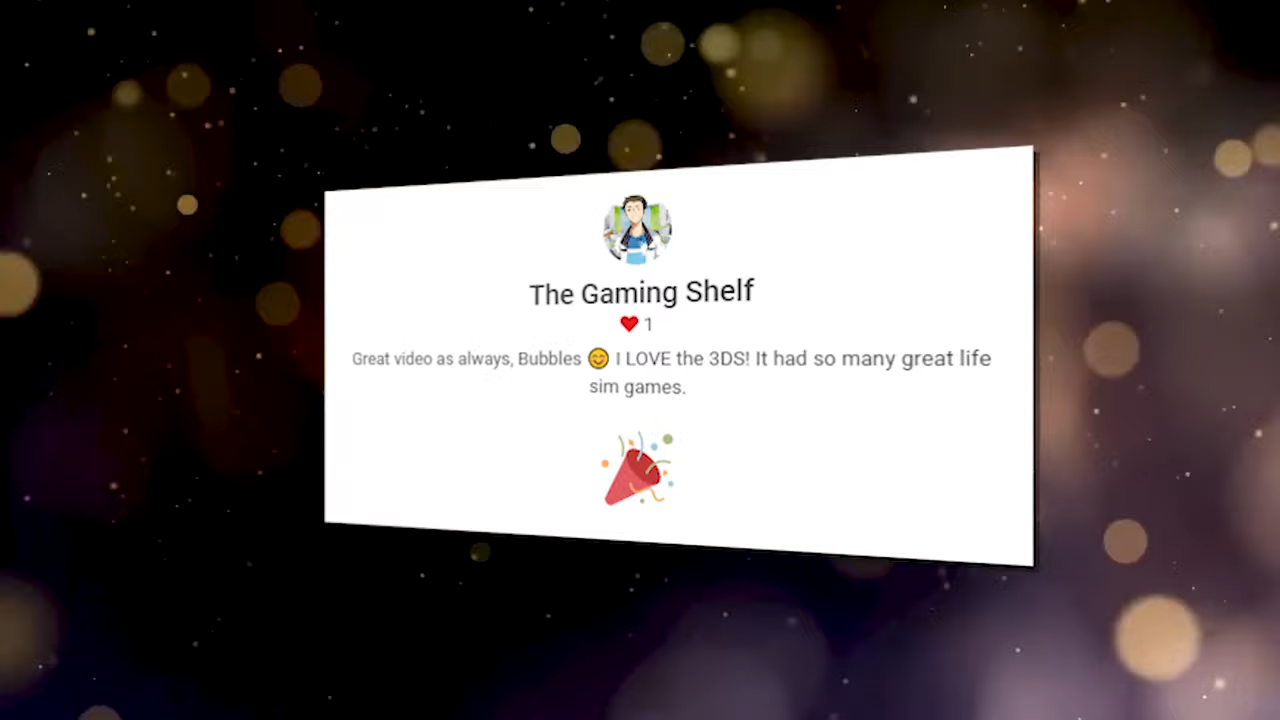 The Gaming Shelf
❤️ 1
Great video as always, Bubbles 😊 I LOVE the 3DS! It had so many great life
sim games.